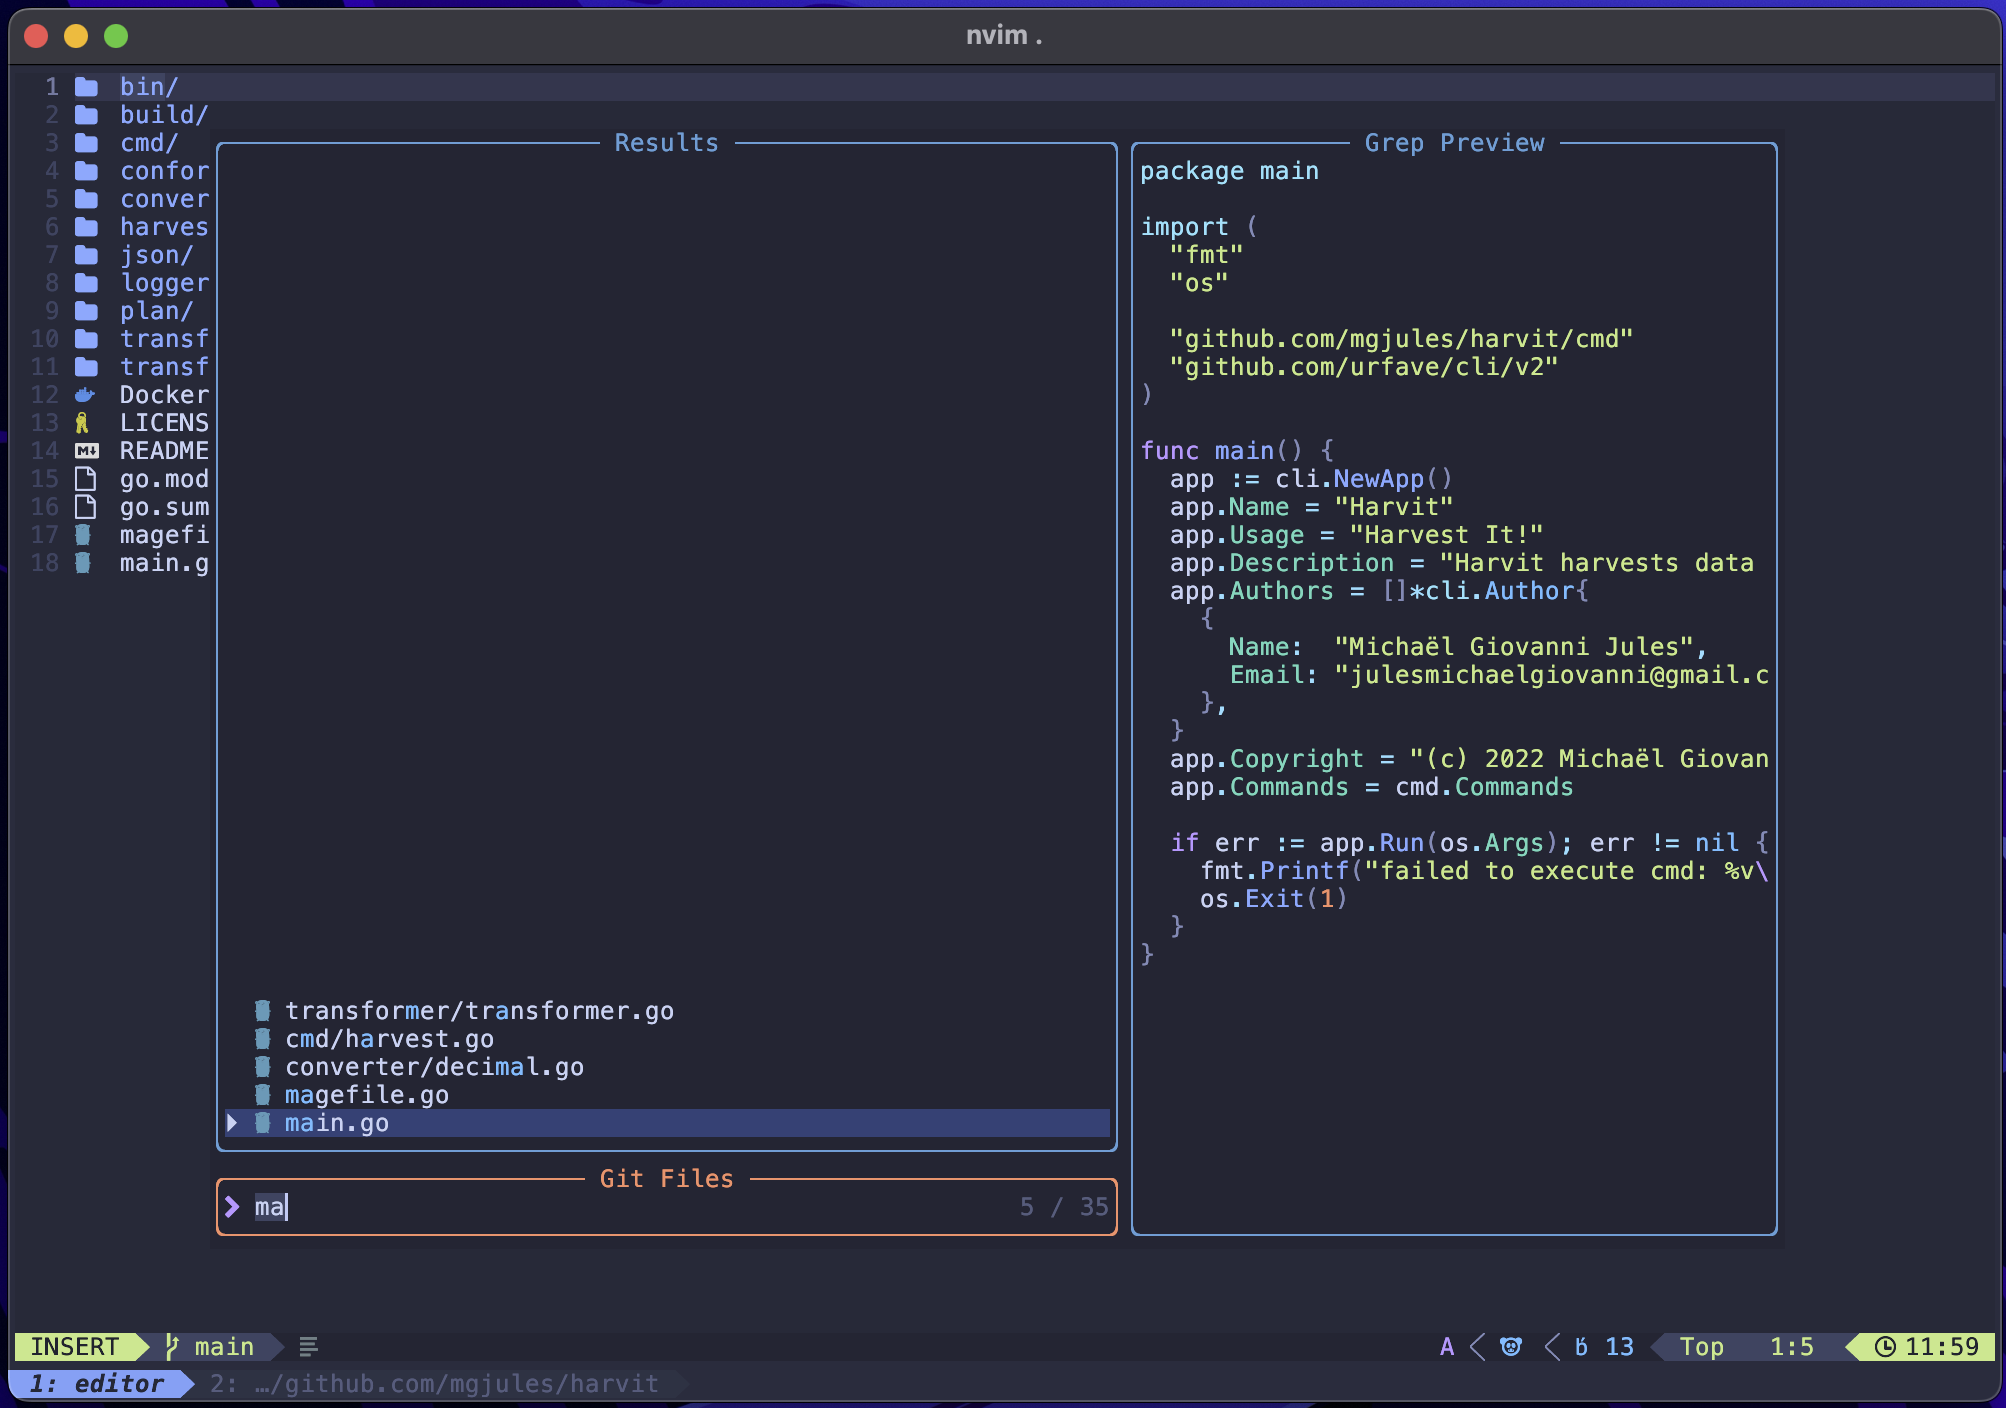 nvim .
1 bin/
2 build/
3 cmd/
4 confor
5 conver
6 harves
7 json/
8 logger
9 plan/
10 transf
11 transf
12 Docker
13 LICENS
14 README
15 go.mod
16 go.sum
17 magefi
18 main.g
Results
transformer/transformer.go
cmd/harvest.go
converter/decimal.go
magefile.go
main.go
Git Files
ma 5 / 35
Grep Preview
package main
import (
"fmt"
"os"
"github.com/mgjules/harvit/cmd"
"github.com/urfave/cli/v2"
)
func main() {
app := cli.NewApp()
app.Name = "Harvit"
app.Usage = "Harvest It!"
app.Description = "Harvit harvests data
app.Authors = []*cli.Author{
{
Name:  "Michaël Giovanni Jules",
Email: "julesmichaelgiovanni@gmail.c
},
}
app.Copyright = "(c) 2022 Michaël Giovan
app.Commands = cmd.Commands
if err := app.Run(os.Args); err != nil {
fmt.Printf("failed to execute cmd: %v\
os.Exit(1)
}
}
INSERT main A 13 Top 1:5 11:59
1: editor 2: …/github.com/mgjules/harvit